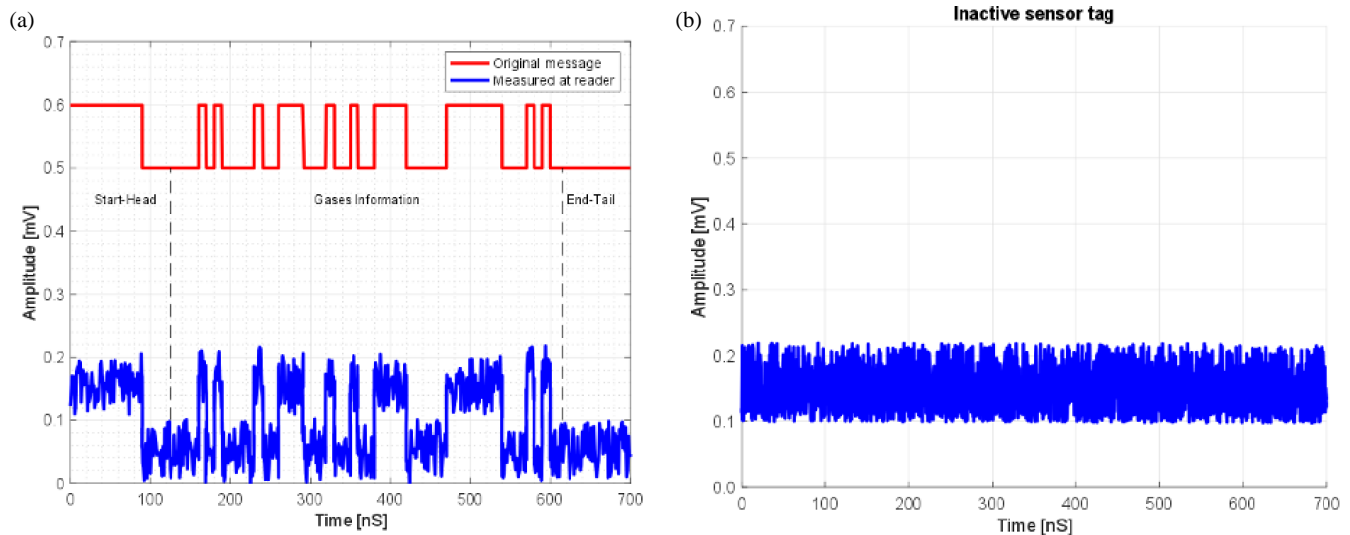 (a)
0.7
0.6
0.5
0.4
0.3
0.2
0.1
0
Amplitude [mV]
Original message
Measured at reader
Start-Head
Gases Information
End-Tail
0 100 200 300 400 500 600 700
Time [nS]
(b)
Inactive sensor tag
0.7
0.6
0.5
0.4
0.3
0.2
0.1
0.0
Amplitude [mV]
0 100 200 300 400 500 600 700
Time [nS]